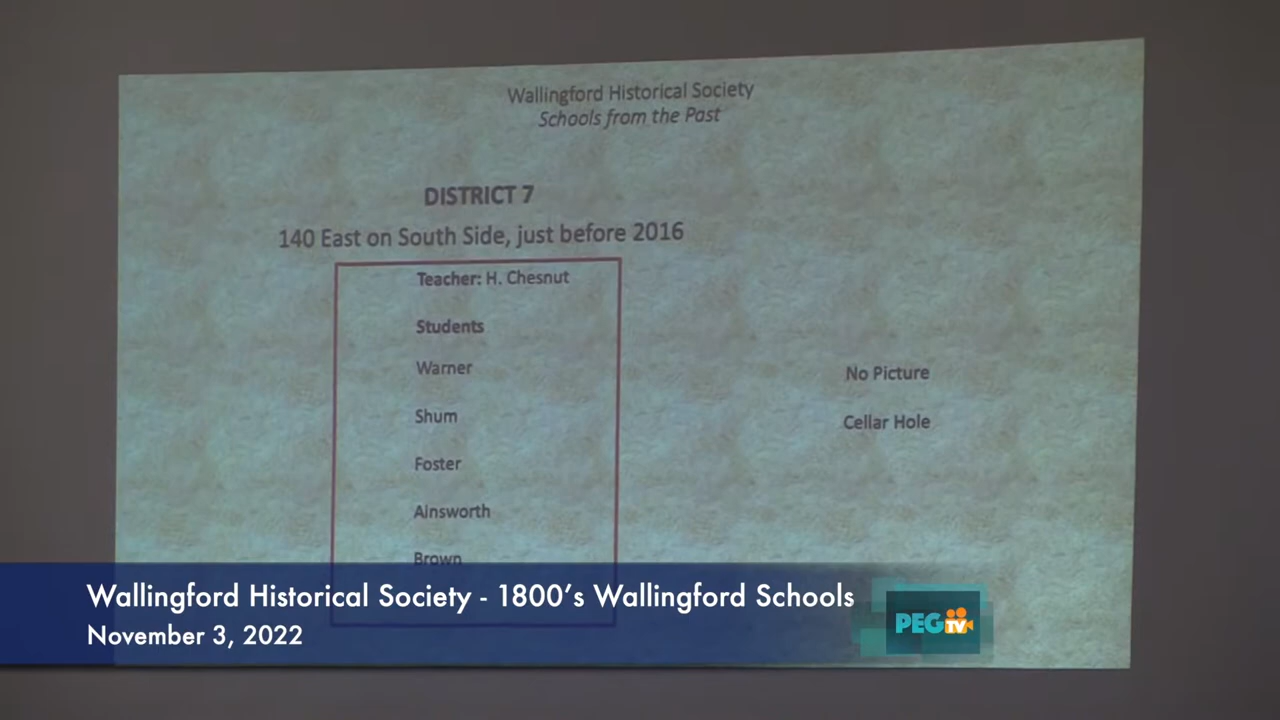 Wallingford Historical Society
Schools from the Past
DISTRICT 7
140 East on South Side, just before 2016
Teacher: H. Chesnut
Students
Warner
Shum
Foster
Ainsworth
Brown
No Picture
Cellar Hole
Wallingford Historical Society - 1800's Wallingford Schools
November 3, 2022
PEGTV